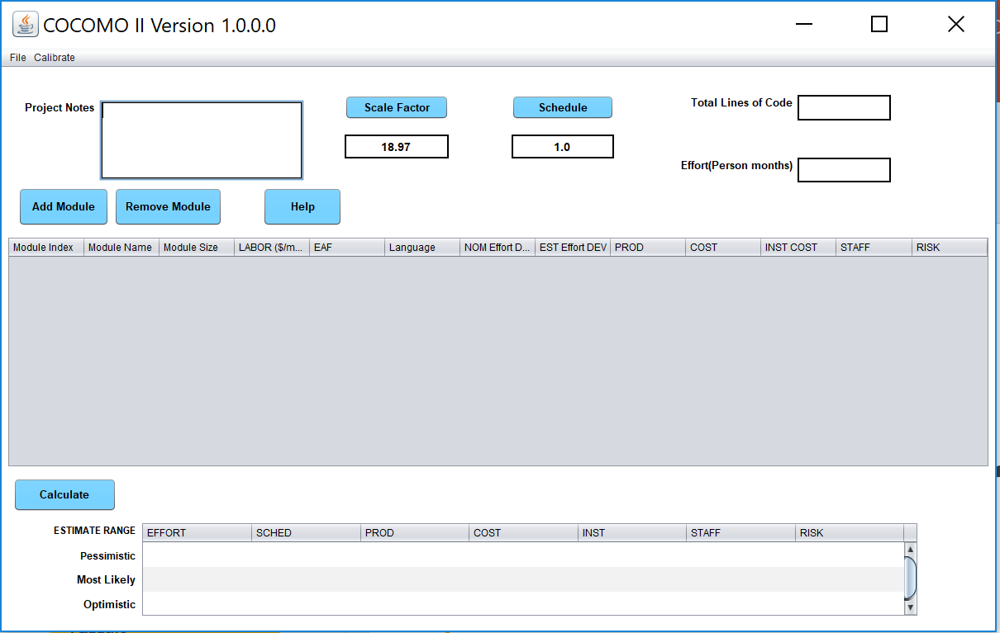 COCOMO II Version 1.0.0.0
File Calibrate
Project Notes
Scale Factor
Schedule
Total Lines of Code
18.97
1.0
Effort(Person months)
Add Module
Remove Module
Help
Module Index Module Name Module Size LABOR ($/m... EAF Language NOM Effort D... EST Effort DEV PROD COST INST COST STAFF RISK
Calculate
ESTIMATE RANGE EFFORT SCHED PROD COST INST STAFF RISK
Pessimistic
Most Likely
Optimistic